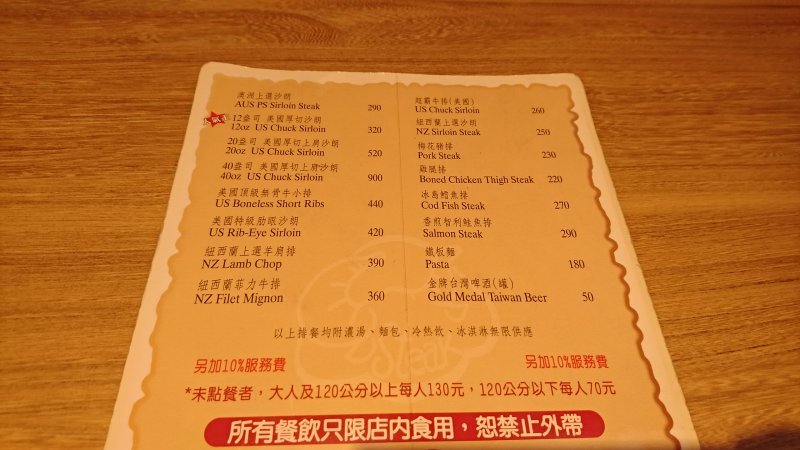 澳洲上選沙朗
AUS PS Sirloin Steak 290
12盎司 美國厚切沙朗
12oz US Chuck Sirloin 320
20盎司 美國厚切上肩沙朗
20oz US Chuck Sirloin 520
40盎司 美國厚切上肩沙朗
40oz US Chuck Sirloin 900
美國頂級無骨牛小排
US Boneless Short Ribs 440
美國特級肋眼沙朗
US Rib-Eye Sirloin 420
紐西蘭上選羊肩排
NZ Lamb Chop 390
紐西蘭菲力牛排
NZ Filet Mignon 360
超霸牛排(美國)
US Chuck Sirloin 260
紐西蘭上選沙朗
NZ Sirloin Steak 250
梅花豬排
Pork Steak 230
雞腿排
Boned Chicken Thigh Steak 220
冰島鱈魚排
Cod Fish Steak 270
香煎智利鮭魚排
Salmon Steak 290
鐵板麵
Pasta 180
金牌台灣啤酒(罐)
Gold Medal Taiwan Beer 50
以上排餐均附濃湯、麵包、冷熱飲、冰淇淋無限供應
另加10%服務費
另加10%服務費
*未點餐者，大人及120公分以上每人130元，120公分以下每人70元
所有餐飲只限店內食用，恕禁止外帶